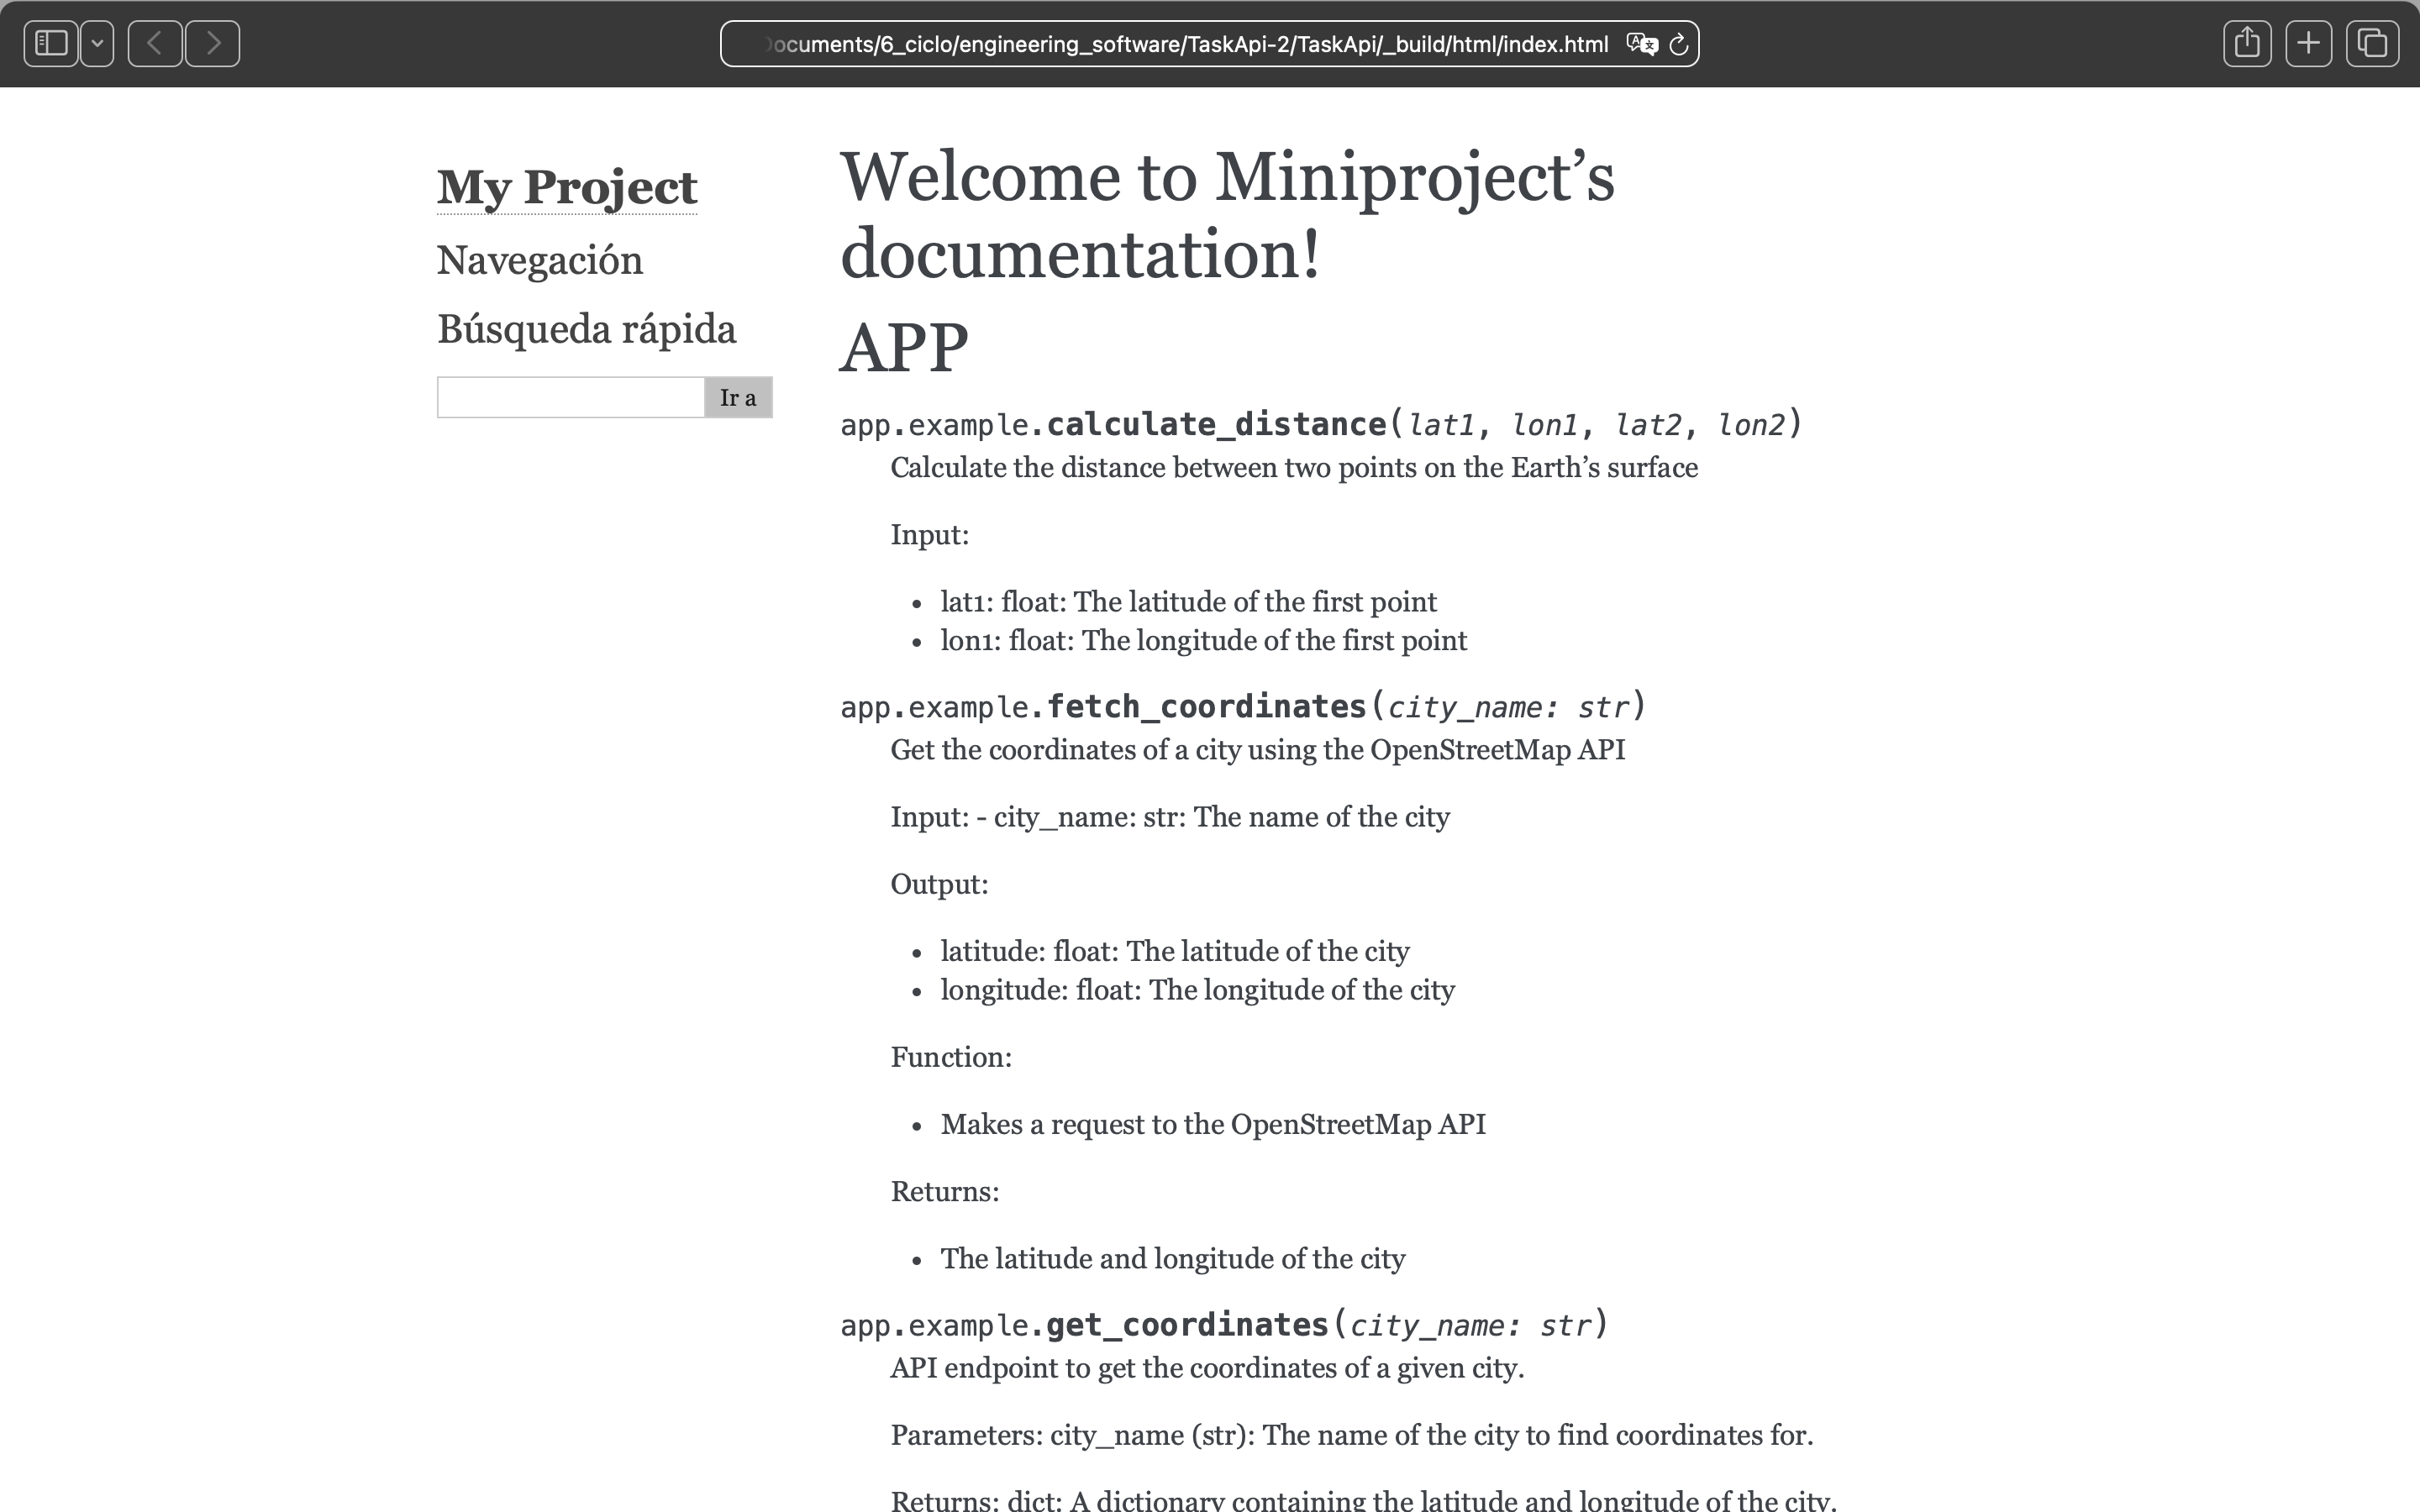 ocuments/6_ciclo/engineering_software/TaskApi-2/TaskApi/_build/html/index.html
My Project
Navegación
Búsqueda rápida
Ir a
Welcome to Miniproject’s
documentation!
APP
app.example.calculate_distance(lat1, lon1, lat2, lon2)
Calculate the distance between two points on the Earth’s surface
Input:
• lat1: float: The latitude of the first point
• lon1: float: The longitude of the first point
app.example.fetch_coordinates(city_name: str)
Get the coordinates of a city using the OpenStreetMap API
Input: - city_name: str: The name of the city
Output:
• latitude: float: The latitude of the city
• longitude: float: The longitude of the city
Function:
• Makes a request to the OpenStreetMap API
Returns:
• The latitude and longitude of the city
app.example.get_coordinates(city_name: str)
API endpoint to get the coordinates of a given city.
Parameters: city_name (str): The name of the city to find coordinates for.
Returns: dict: A dictionary containing the latitude and longitude of the city.